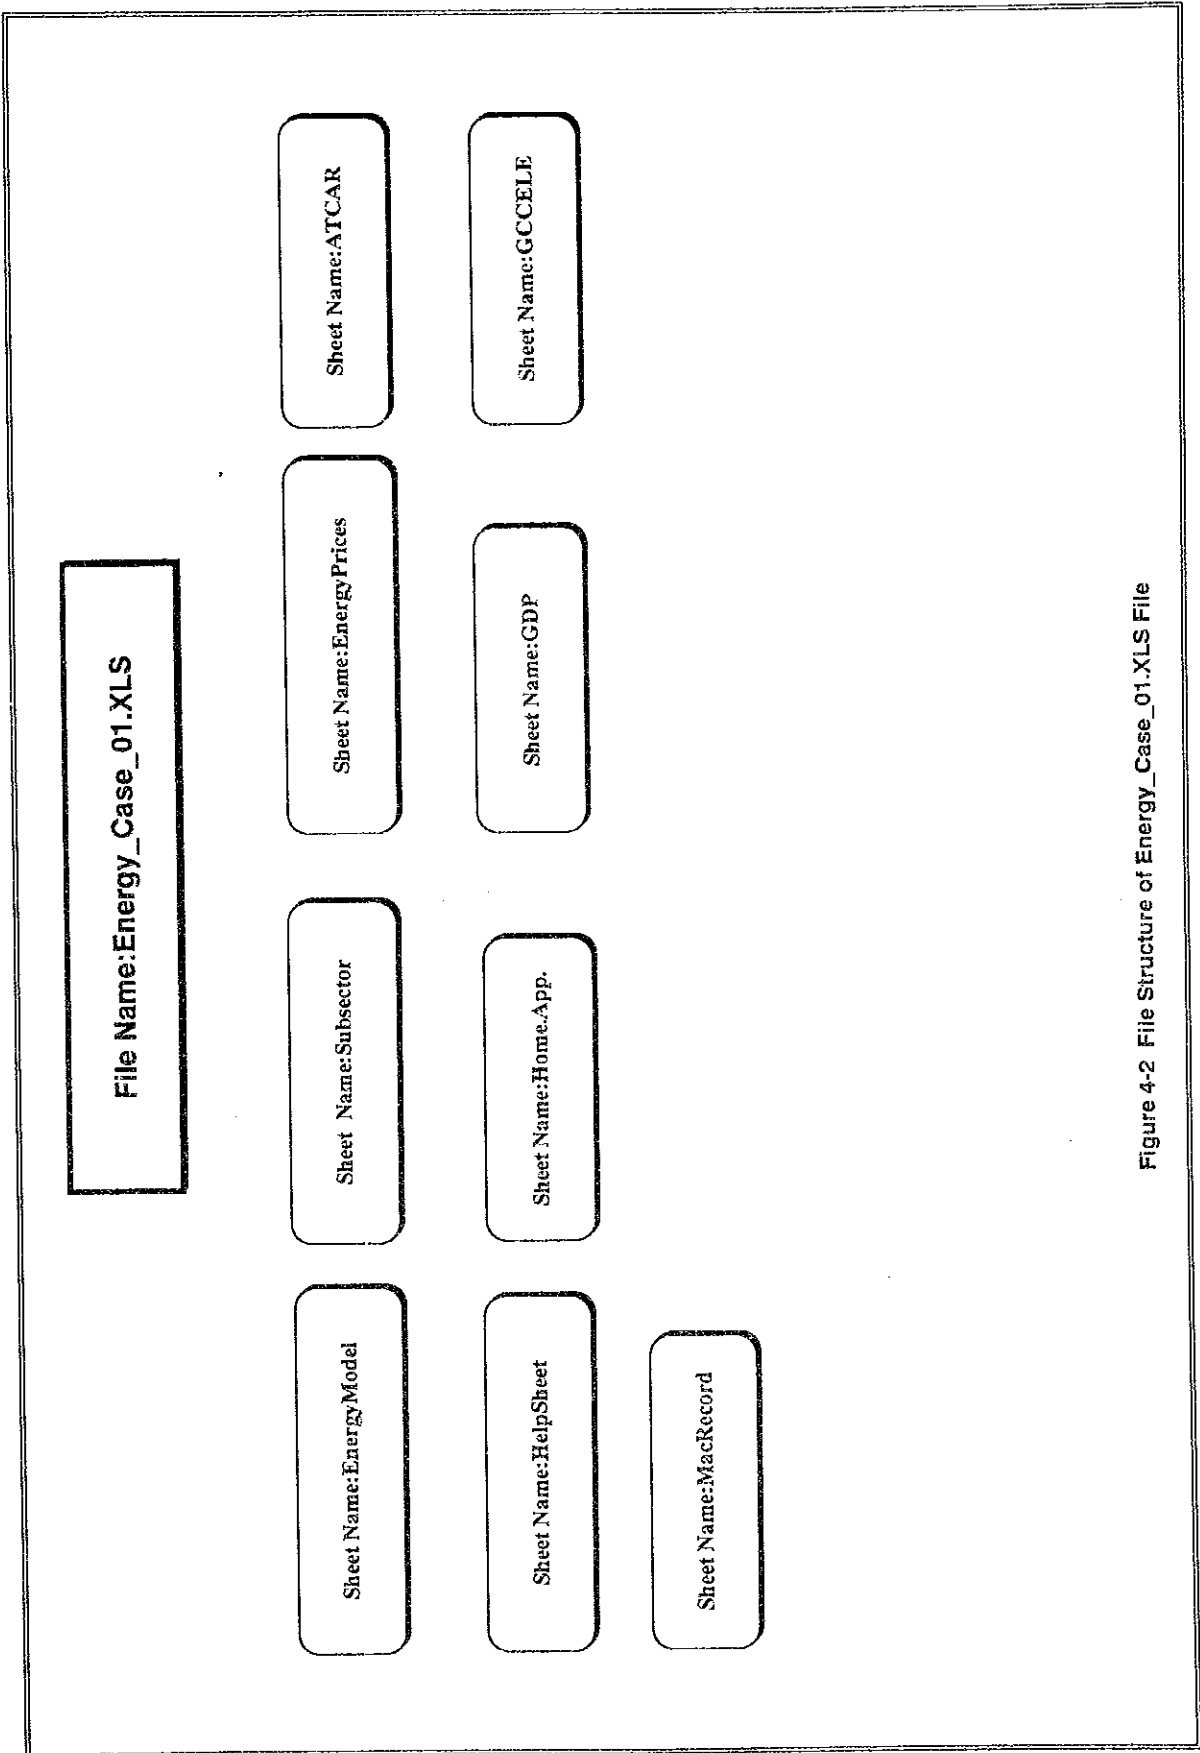 File Name:Energy_Case_01.XLS
Sheet Name:EnergyModel
Sheet Name:Subsector
Sheet Name:EnergyPrices
Sheet Name:ATCAR
Sheet Name:HelpSheet
Sheet Name:Home.App.
Sheet Name:GDP
Sheet Name:GCCELE
Sheet Name:MacRecord
Figure 4-2 File Structure of Energy_Case_01.XLS File